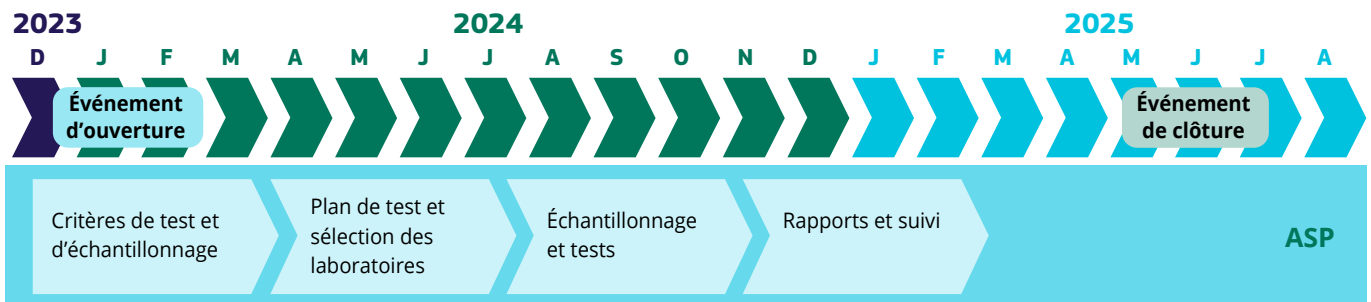 2023 2024 2025
D J F M A M J J A S O N D J F M A M J J A
Événement
d’ouverture
Événement
de clôture
Critères de test et
d’échantillonnage
Plan de test et
sélection des
laboratoires
Échantillonnage
et tests
Rapports et suivi
ASP